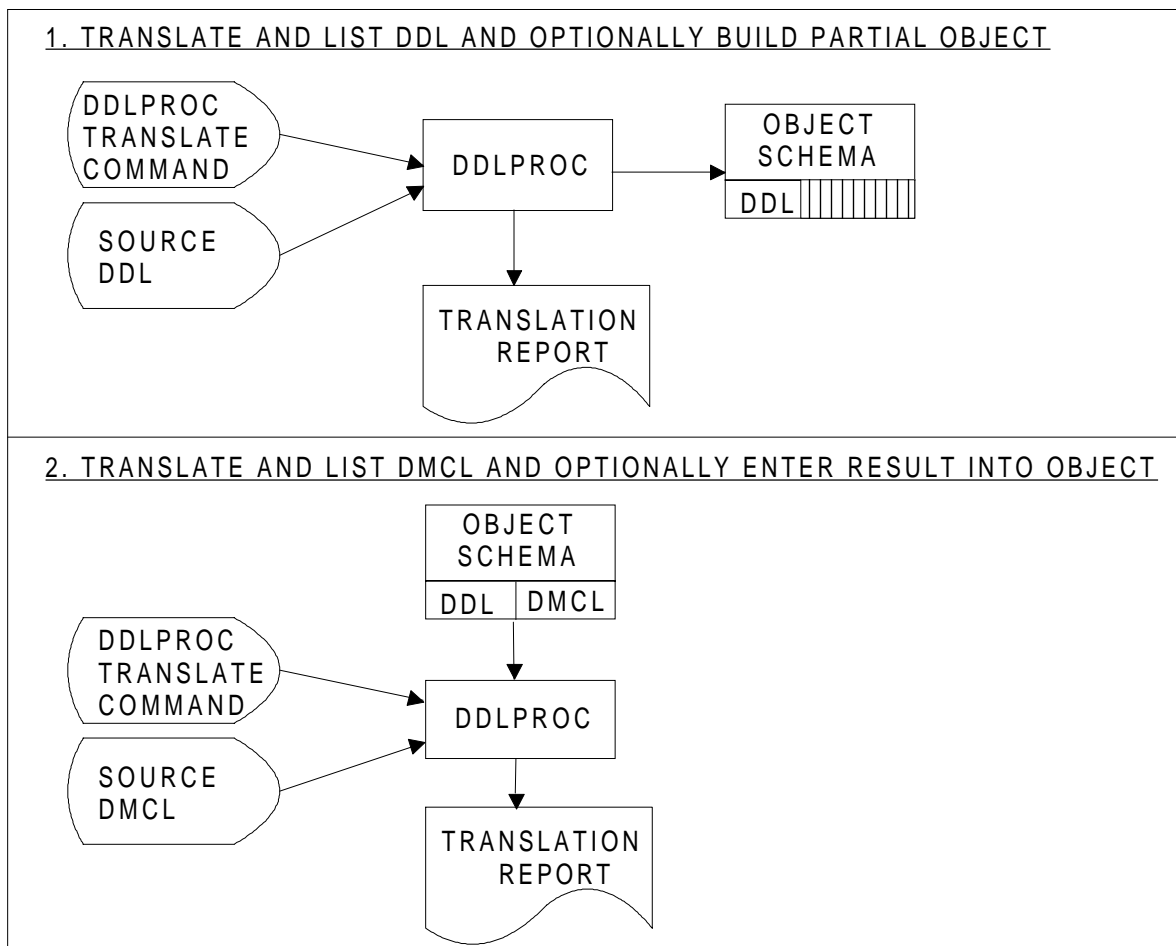 1. TRANSLATE AND LIST DDL AND OPTIONALLY BUILD PARTIAL OBJECT
DDLPROC
TRANSLATE
COMMAND
SOURCE
DDL
DDLPROC
OBJECT
SCHEMA
DDL
TRANSLATION
REPORT
2. TRANSLATE AND LIST DMCL AND OPTIONALLY ENTER RESULT INTO OBJECT
OBJECT
SCHEMA
DDL DMCL
DDLPROC
TRANSLATE
COMMAND
SOURCE
DMCL
DDLPROC
TRANSLATION
REPORT